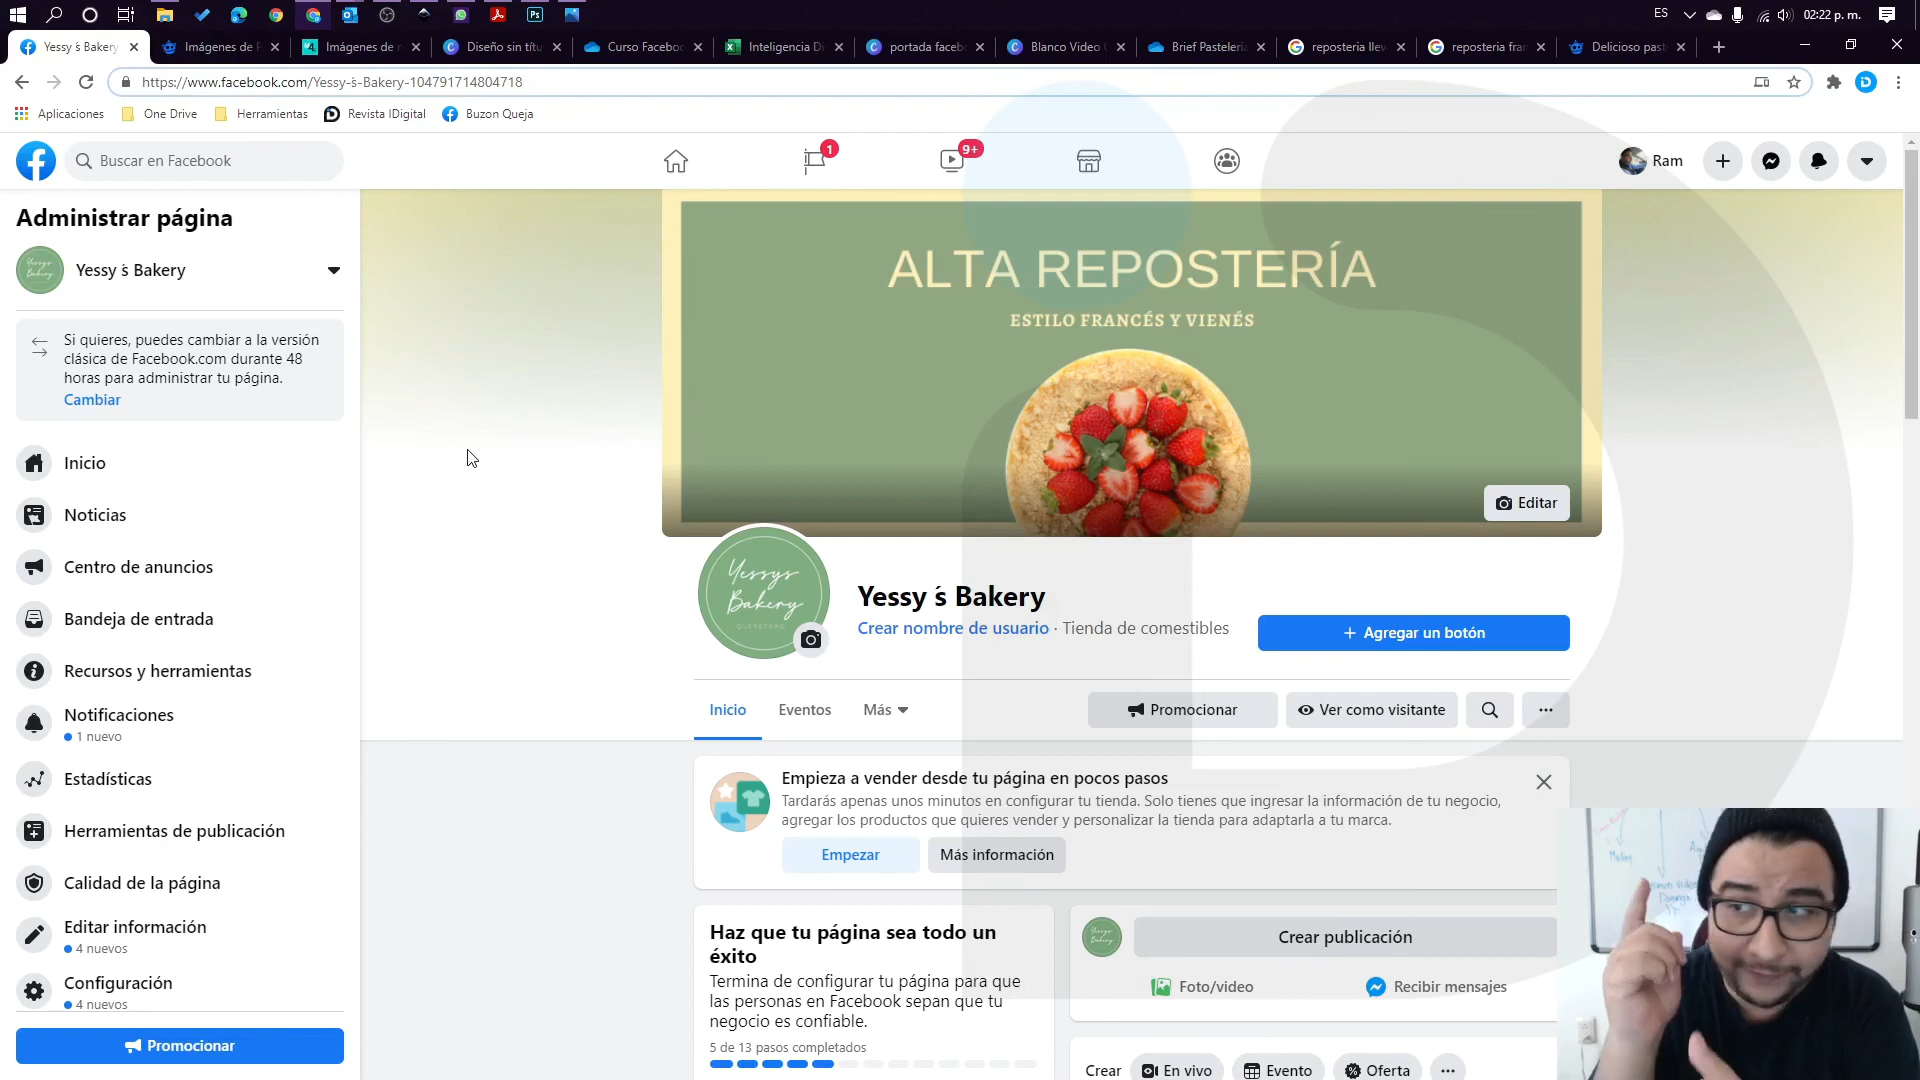 ES
02:22 p. m.
Yessy ś Bakery
Imágenes de
Imágenes de
Diseño sin títu
Curso Faceboo
Inteligencia Di
portada faceb
Blanco Video
Brief Pasteleria
reposteria llev
reposteria fran
Delicioso past
https://www.facebook.com/Yessy-ś-Bakery-104791714804718
Aplicaciones
One Drive
Herramientas
Revista IDigital
Buzon Queja
Buscar en Facebook
1
9+
Ram
Administrar página
Yessy ś Bakery
Si quieres, puedes cambiar a la versión
clásica de Facebook.com durante 48
horas para administrar tu página.
Cambiar
Inicio
Noticias
Centro de anuncios
Bandeja de entrada
Recursos y herramientas
Notificaciones
1 nuevo
Estadísticas
Herramientas de publicación
Calidad de la página
Editar información
4 nuevos
Configuración
4 nuevos
Promocionar
ALTA REPOSTERÍA
ESTILO FRANCÉS Y VIENÉS
Editar
Yessys
Bakery
QUERETARO
Yessy ś Bakery
Crear nombre de usuario · Tienda de comestibles
+ Agregar un botón
Inicio
Eventos
Más
Promocionar
Ver como visitante
Empieza a vender desde tu página en pocos pasos
Tardarás apenas unos minutos en configurar tu tienda. Solo tienes que ingresar la información de tu negocio,
agregar los productos que quieres vender y personalizar la tienda para adaptarla a tu marca.
Empezar
Más información
Haz que tu página sea todo un
éxito
Termina de configurar tu página para que
las personas en Facebook sepan que tu
negocio es confiable.
5 de 13 pasos completados
Crear publicación
Foto/video
Recibir mensajes
Crear
En vivo
Evento
Oferta